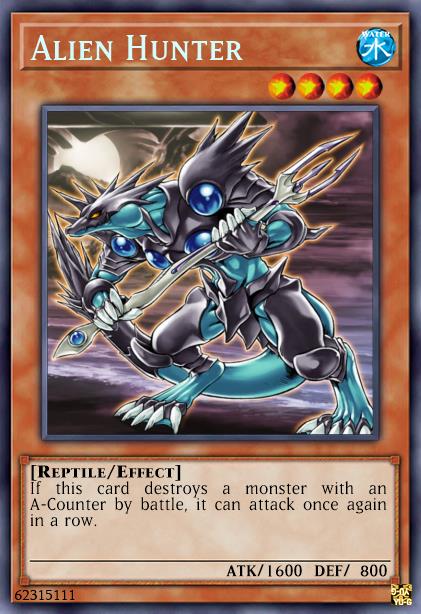 Alien Hunter
WATER
水
[Reptile/Effect]
If this card destroys a monster with an
A-Counter by battle, it can attack once again
in a row.
ATK/1600 DEF/ 800
62315111